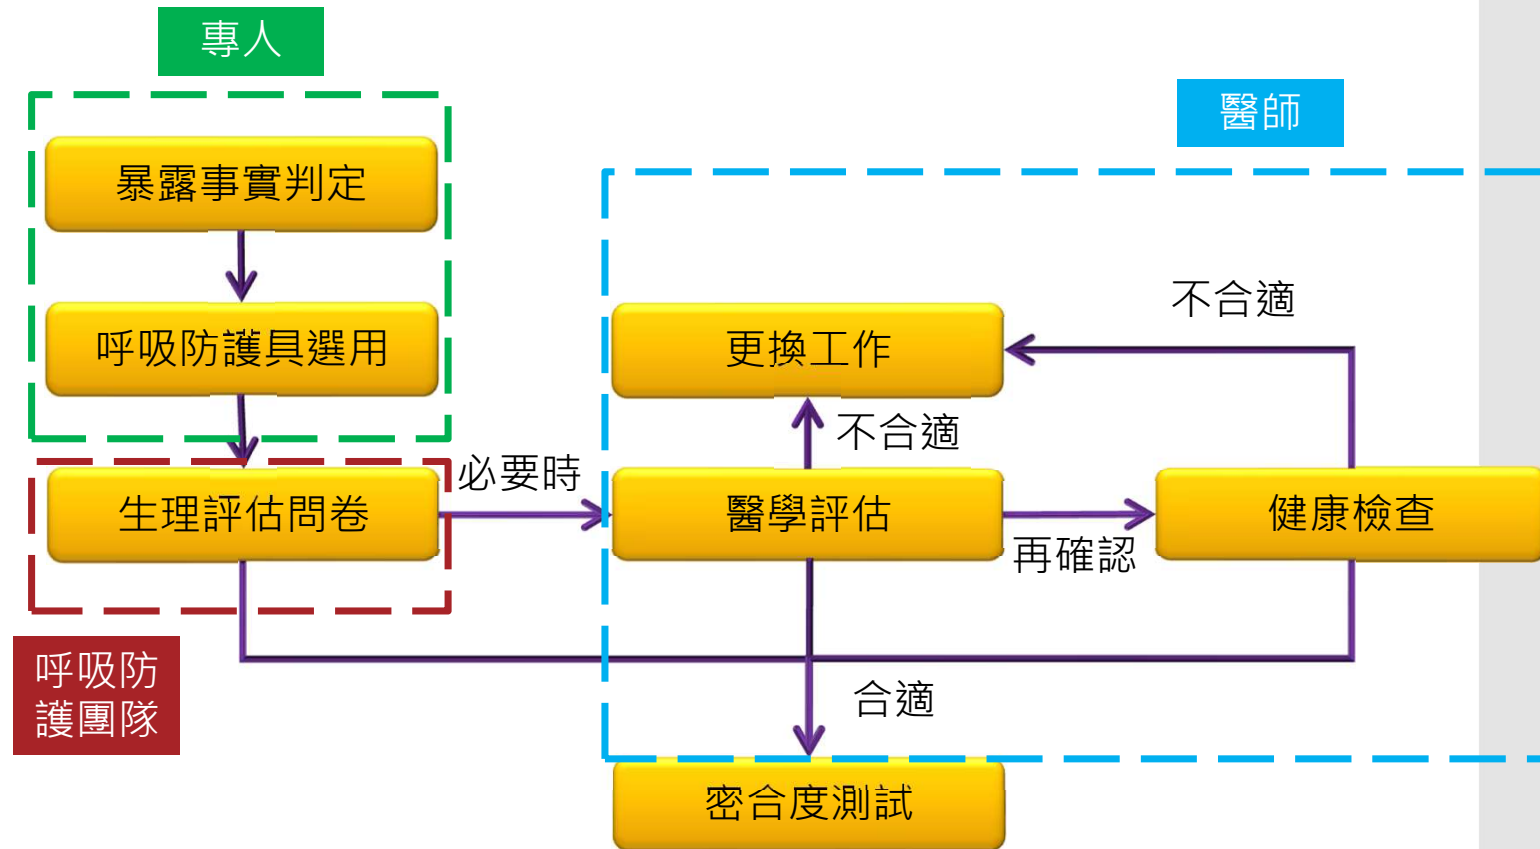 專人
醫師
暴露事實判定
呼吸防護具選用
更換工作
不合適
不合適
生理評估問卷
必要時
醫學評估
再確認
健康檢查
呼吸防
護團隊
合適
密合度測試